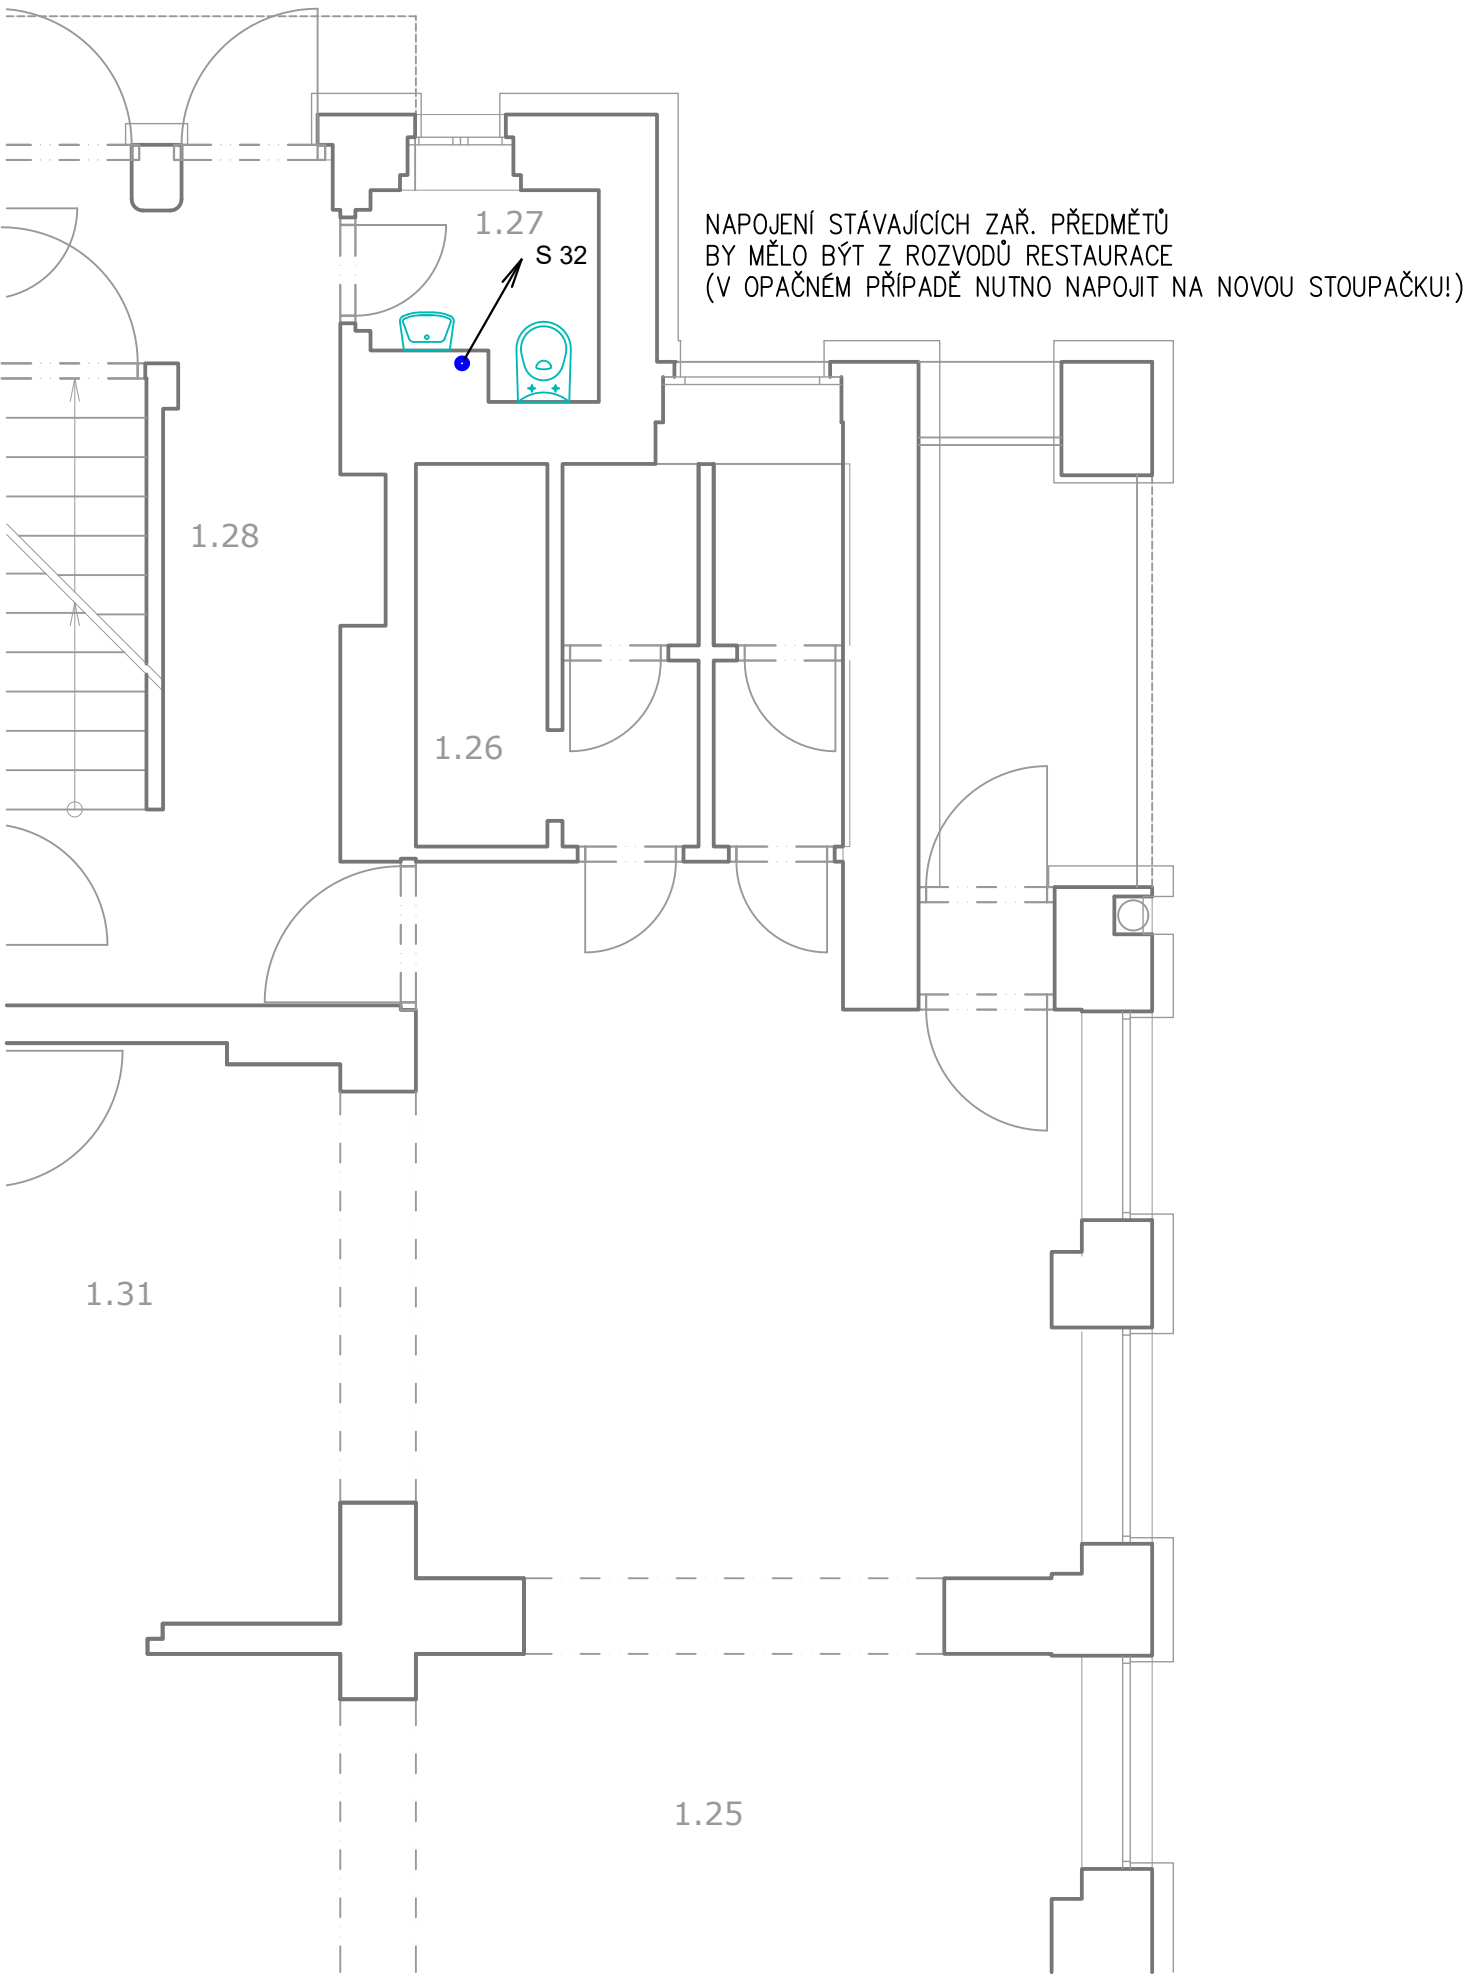 1.27
S 32
NAPOJENÍ STÁVAJÍCÍCH ZAŘ. PŘEDMĚTŮ
BY MĚLO BÝT Z ROZVODŮ RESTAURACE
(V OPAČNÉM PŘÍPADĚ NUTNO NAPOJIT NA NOVOU STOUPAČKU!)
1.28
1.26
1.31
1.25